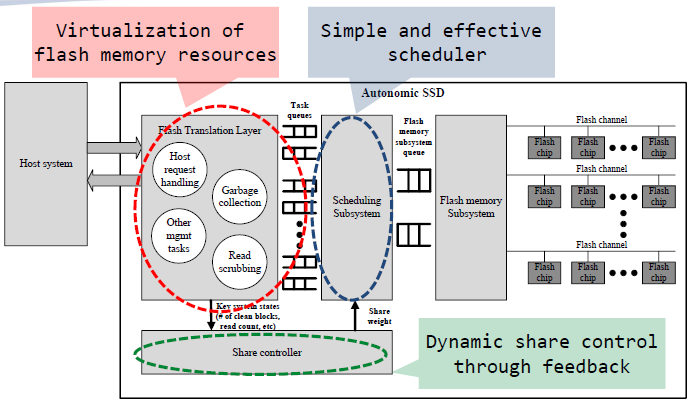 Virtualization of
flash memory resources
Simple and effective
scheduler
Autonomic SSD
Host system
Flash Translation Layer
Host
request
handling
Garbage
collection
Other
mgmt
tasks
Read
scrubbing
Task
queues
Scheduling
Subsystem
Flash
memory
subsystem
queue
Flash memory
Subsystem
Flash channel
Flash
chip
Flash
chip
Flash
chip
Flash channel
Flash
chip
Flash
chip
Flash
chip
Flash channel
Flash
chip
Flash
chip
Flash
chip
Key system states
(# of clean blocks,
read count, etc)
Share
weight
Share controller
Dynamic share control
through feedback